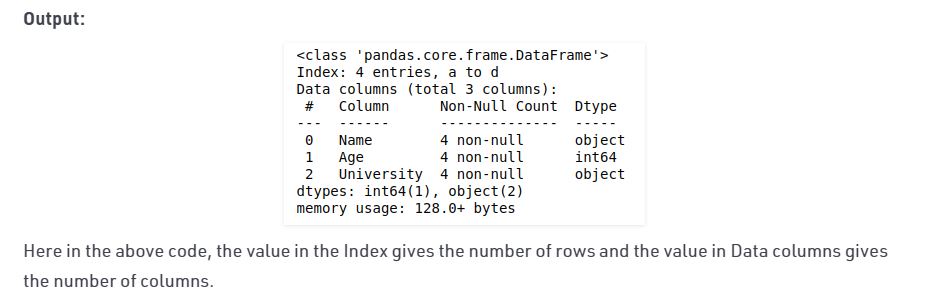 Output:
<class 'pandas.core.frame.DataFrame'>
Index: 4 entries, a to d
Data columns (total 3 columns):
 #   Column      Non-Null Count  Dtype
---  ------      --------------  -----
 0   Name        4 non-null      object
 1   Age         4 non-null      int64
 2   University  4 non-null      object
dtypes: int64(1), object(2)
memory usage: 128.0+ bytes
Here in the above code, the value in the Index gives the number of rows and the value in Data columns gives
the number of columns.